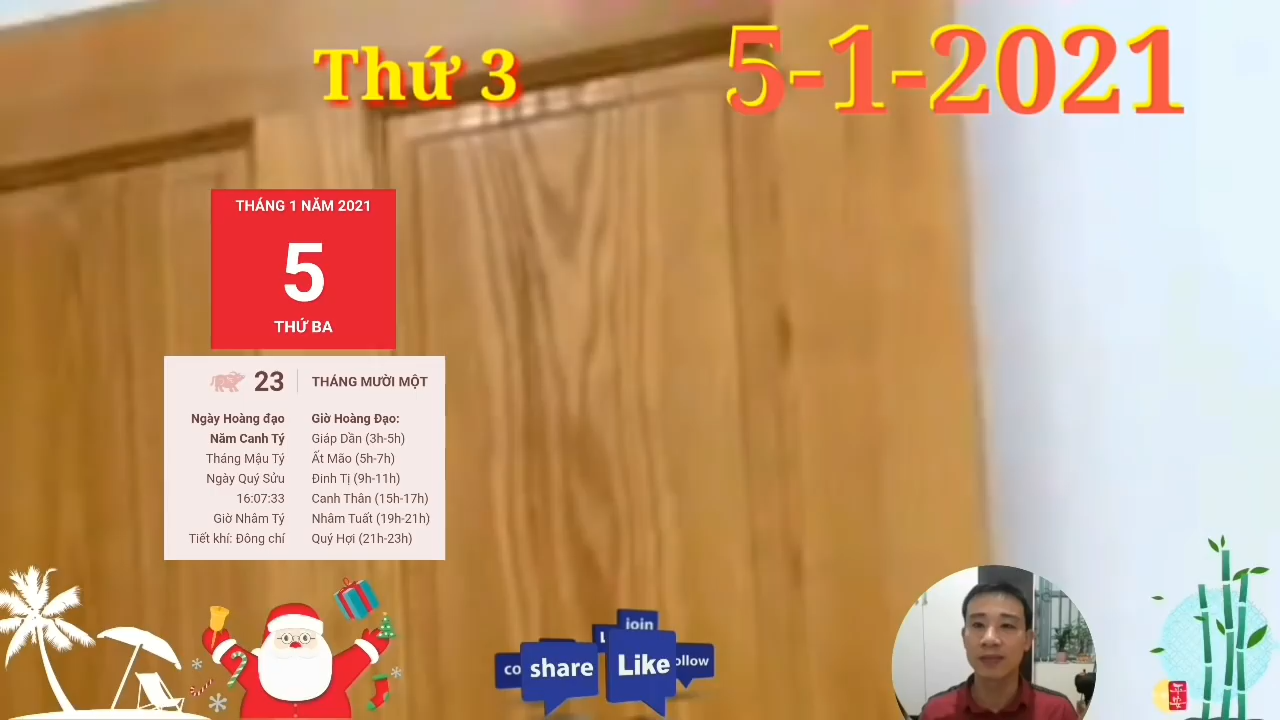 Thứ 3
5-1-2021
THÁNG 1 NĂM 2021
5
THỨ BA
23
THÁNG MƯỜI MỘT
Ngày Hoàng đạo
Giờ Hoàng Đạo:
Năm Canh Tý
Giáp Dần (3h-5h)
Tháng Mậu Tý
Ất Mão (5h-7h)
Ngày Quý Sửu
Đinh Tị (9h-11h)
16:07:33
Canh Thân (15h-17h)
Giờ Nhâm Tý
Nhâm Tuất (19h-21h)
Tiết khí: Đông chí
Quý Hợi (21h-23h)
join
co
share
Like
ollow